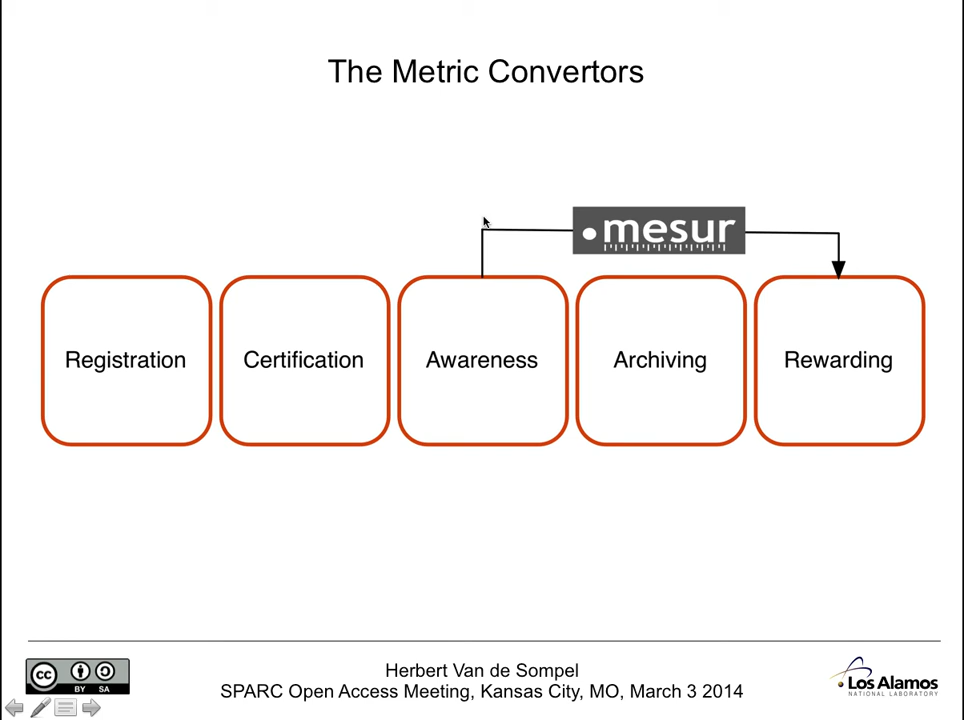 The Metric Convertors
mesur
Registration
Certification
Awareness
Archiving
Rewarding
Herbert Van de Sompel
SPARC Open Access Meeting, Kansas City, MO, March 3 2014
cc
BY SA
Los Alamos
NATIONAL LABORATORY